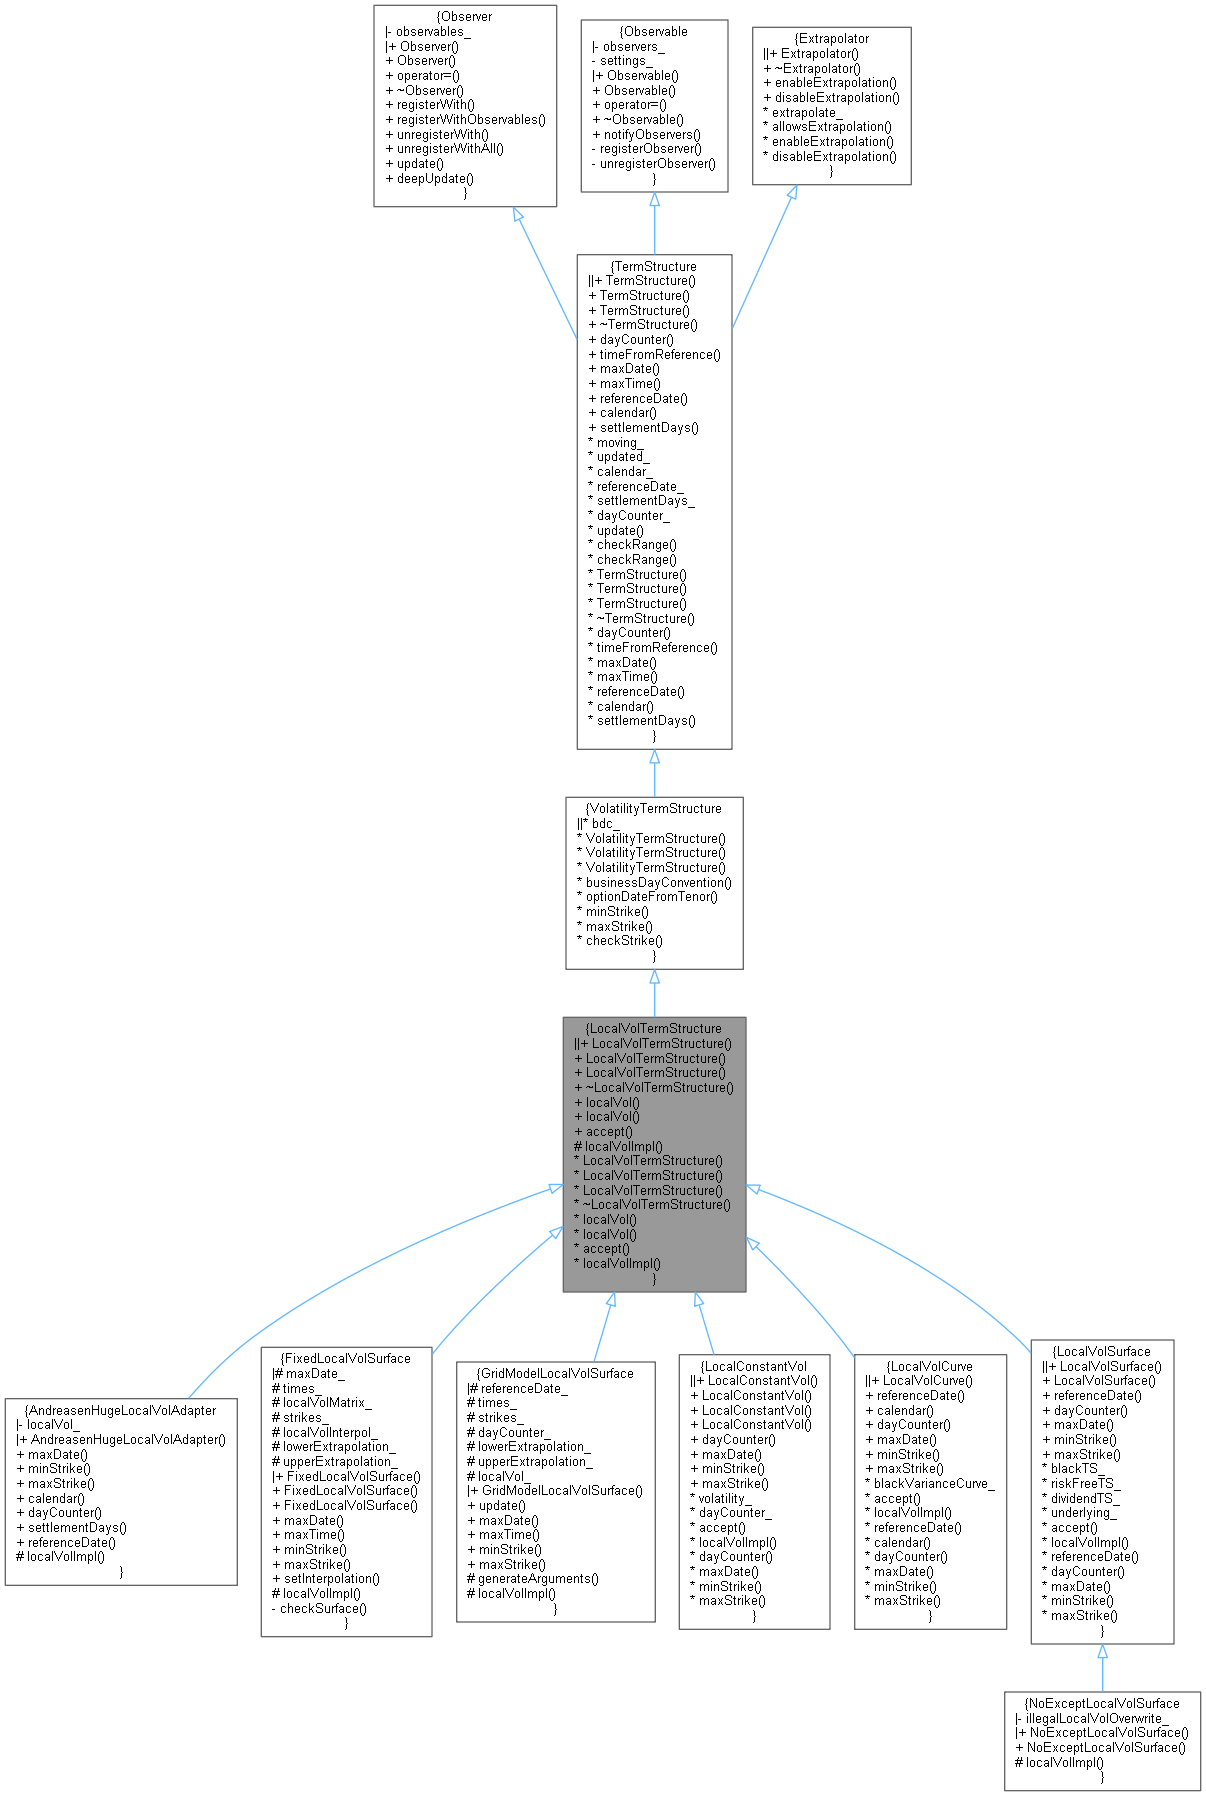 {Observer
|- observables_
|+ Observer()
+ Observer()
+ operator=()
+ ~Observer()
+ registerWith()
+ registerWithObservables()
+ unregisterWith()
+ unregisterWithAll()
+ update()
+ deepUpdate()
}
{Observable
|- observers_
- settings_
|+ Observable()
+ Observable()
+ operator=()
+ ~Observable()
+ notifyObservers()
- registerObserver()
- unregisterObserver()
}
{Extrapolator
||+ Extrapolator()
+ ~Extrapolator()
+ enableExtrapolation()
+ disableExtrapolation()
* extrapolate_
* allowsExtrapolation()
* enableExtrapolation()
* disableExtrapolation()
}
{TermStructure
||+ TermStructure()
+ TermStructure()
+ TermStructure()
+ ~TermStructure()
+ dayCounter()
+ timeFromReference()
+ maxDate()
+ maxTime()
+ referenceDate()
+ calendar()
+ settlementDays()
* moving_
* updated_
* calendar_
* referenceDate_
* settlementDays_
* dayCounter_
* update()
* checkRange()
* checkRange()
* TermStructure()
* TermStructure()
* TermStructure()
* ~TermStructure()
* dayCounter()
* timeFromReference()
* maxDate()
* maxTime()
* referenceDate()
* calendar()
* settlementDays()
}
{VolatilityTermStructure
||* bdc_
* VolatilityTermStructure()
* VolatilityTermStructure()
* VolatilityTermStructure()
* businessDayConvention()
* optionDateFromTenor()
* minStrike()
* maxStrike()
* checkStrike()
}
{LocalVolTermStructure
||+ LocalVolTermStructure()
+ LocalVolTermStructure()
+ LocalVolTermStructure()
+ ~LocalVolTermStructure()
+ localVol()
+ localVol()
+ accept()
# localVolImpl()
* LocalVolTermStructure()
* LocalVolTermStructure()
* LocalVolTermStructure()
* ~LocalVolTermStructure()
* localVol()
* localVol()
* accept()
* localVolImpl()
}
{AndreasenHugeLocalVolAdapter
|- localVol_
|+ AndreasenHugeLocalVolAdapter()
+ maxDate()
+ minStrike()
+ maxStrike()
+ calendar()
+ dayCounter()
+ settlementDays()
+ referenceDate()
# localVolImpl()
}
{FixedLocalVolSurface
|# maxDate_
# times_
# localVolMatrix_
# strikes_
# localVolInterpol_
# lowerExtrapolation_
# upperExtrapolation_
|+ FixedLocalVolSurface()
+ FixedLocalVolSurface()
+ FixedLocalVolSurface()
+ maxDate()
+ maxTime()
+ minStrike()
+ maxStrike()
+ setInterpolation()
# localVolImpl()
- checkSurface()
}
{GridModelLocalVolSurface
|# referenceDate_
# times_
# strikes_
# dayCounter_
# lowerExtrapolation_
# upperExtrapolation_
# localVol_
|+ GridModelLocalVolSurface()
+ update()
+ maxDate()
+ maxTime()
+ minStrike()
+ maxStrike()
# generateArguments()
# localVolImpl()
}
{LocalConstantVol
||+ LocalConstantVol()
+ LocalConstantVol()
+ LocalConstantVol()
+ LocalConstantVol()
+ dayCounter()
+ maxDate()
+ minStrike()
+ maxStrike()
* volatility_
* dayCounter_
* accept()
* localVolImpl()
* dayCounter()
* maxDate()
* minStrike()
* maxStrike()
}
{LocalVolCurve
||+ LocalVolCurve()
+ referenceDate()
+ calendar()
+ dayCounter()
+ maxDate()
+ minStrike()
+ maxStrike()
* blackVarianceCurve_
* accept()
* localVolImpl()
* referenceDate()
* calendar()
* dayCounter()
* maxDate()
* minStrike()
* maxStrike()
}
{LocalVolSurface
||+ LocalVolSurface()
+ LocalVolSurface()
+ referenceDate()
+ dayCounter()
+ maxDate()
+ minStrike()
+ maxStrike()
* blackTS_
* riskFreeTS_
* dividendTS_
* underlying_
* accept()
* localVolImpl()
* referenceDate()
* dayCounter()
* maxDate()
* minStrike()
* maxStrike()
}
{NoExceptLocalVolSurface
|- illegalLocalVolOverwrite_
|+ NoExceptLocalVolSurface()
+ NoExceptLocalVolSurface()
# localVolImpl()
}